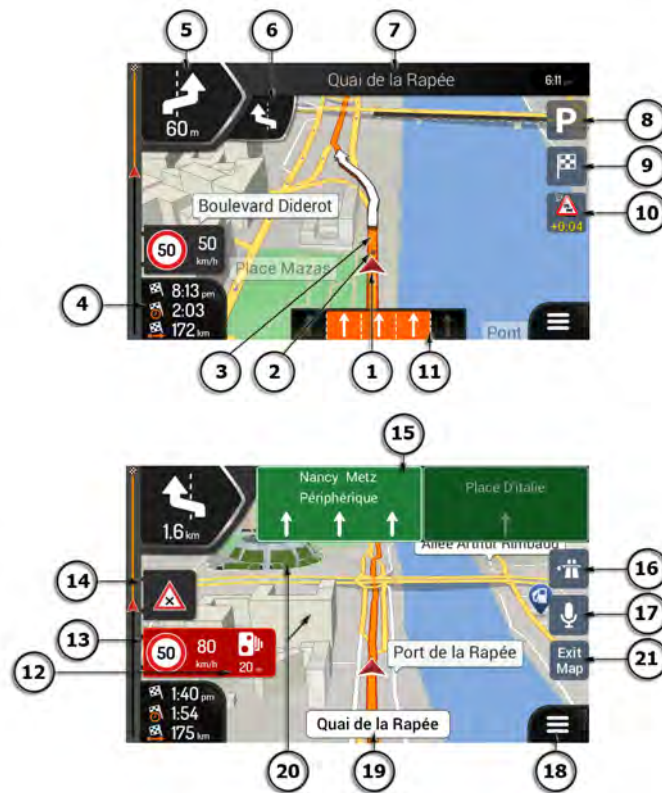 5
6
7
Quai de la Rapée
6:11 pm
60 m
P
8
9
Boulevard Diderot
10
+0:04
50
50
km/h
Place Mazas
4
8:13 pm
2:03
172 km
Pont
3
2
1
11
15
Nancy Metz
Périphérique
Place D'italie
1.6 km
Allée Arthur Rimbaud
16
14
17
13
50
80
km/h
20 m
Exit
Map
21
12
Port de la Rapée
1:40 pm
1:54
175 km
Quai de la Rapée
20
19
18